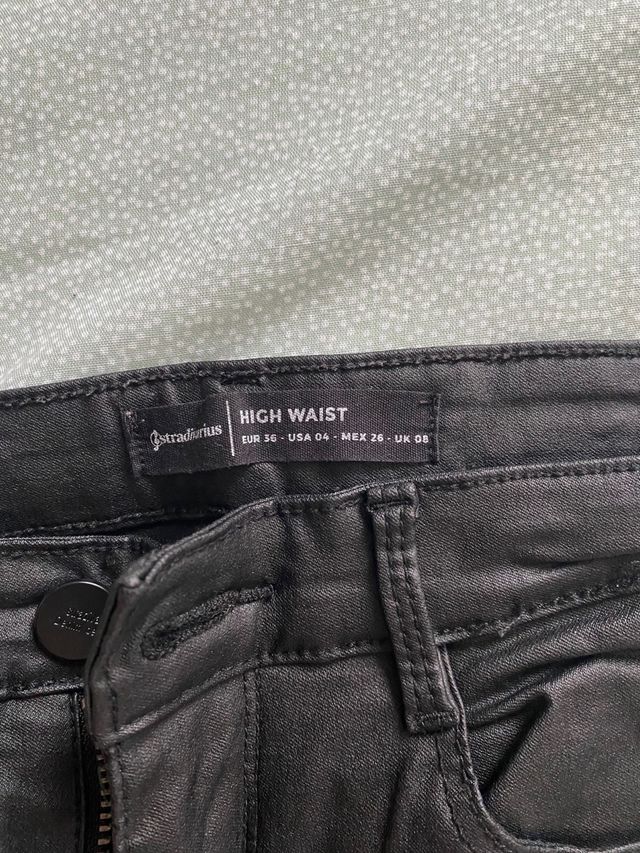 stradivarius
HIGH WAIST
EUR 36 - USA 04 - MEX 26 - UK 08